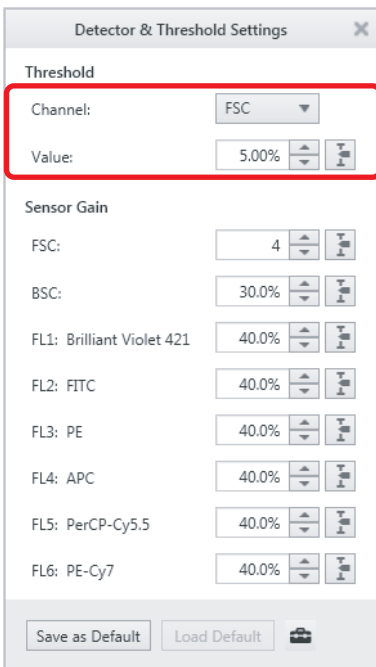 Detector & Threshold Settings
Threshold
Channel: FSC
Value: 5.00%
Sensor Gain
FSC: 4
BSC: 30.0%
FL1: Brilliant Violet 421 40.0%
FL2: FITC 40.0%
FL3: PE 40.0%
FL4: APC 40.0%
FL5: PerCP-Cy5.5 40.0%
FL6: PE-Cy7 40.0%
Save as Default Load Default